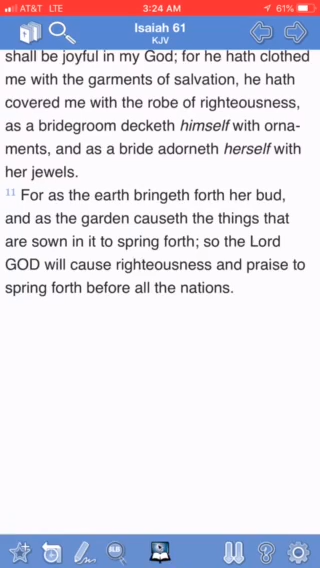 AT&T LTE 3:24 AM 61%
Isaiah 61
KJV
shall be joyful in my God; for he hath clothed
me with the garments of salvation, he hath
covered me with the robe of righteousness,
as a bridegroom decketh himself with orna-
ments, and as a bride adorneth herself with
her jewels.
11 For as the earth bringeth forth her bud,
and as the garden causeth the things that
are sown in it to spring forth; so the Lord
GOD will cause righteousness and praise to
spring forth before all the nations.